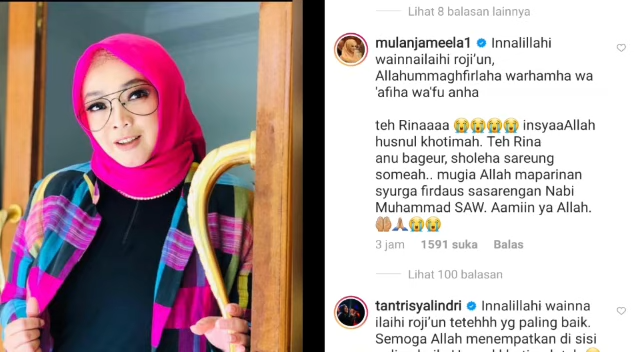 Lihat 8 balasan lainnya
mulanjameela1 Innalillahi
wainnailaihi roji'un,
Allahummaghfirlaha warhamha wa
'afiha wa'fu anha
teh Rinaaaa 😭😭😭😭 insyaaAllah
husnul khotimah. Teh Rina
anu bageur, sholeha sareung
someah.. mugia Allah maparinan
syurga firdaus sasarengan Nabi
Muhammad SAW. Aamiin ya Allah.
🤲🏼🙏🏼😭😭
3 jam 1591 suka Balas
Lihat 100 balasan
tantrisyalindri Innalillahi wainna
ilaihi roji'un tetehhh yg paling baik.
Semoga Allah menempatkan di sisi